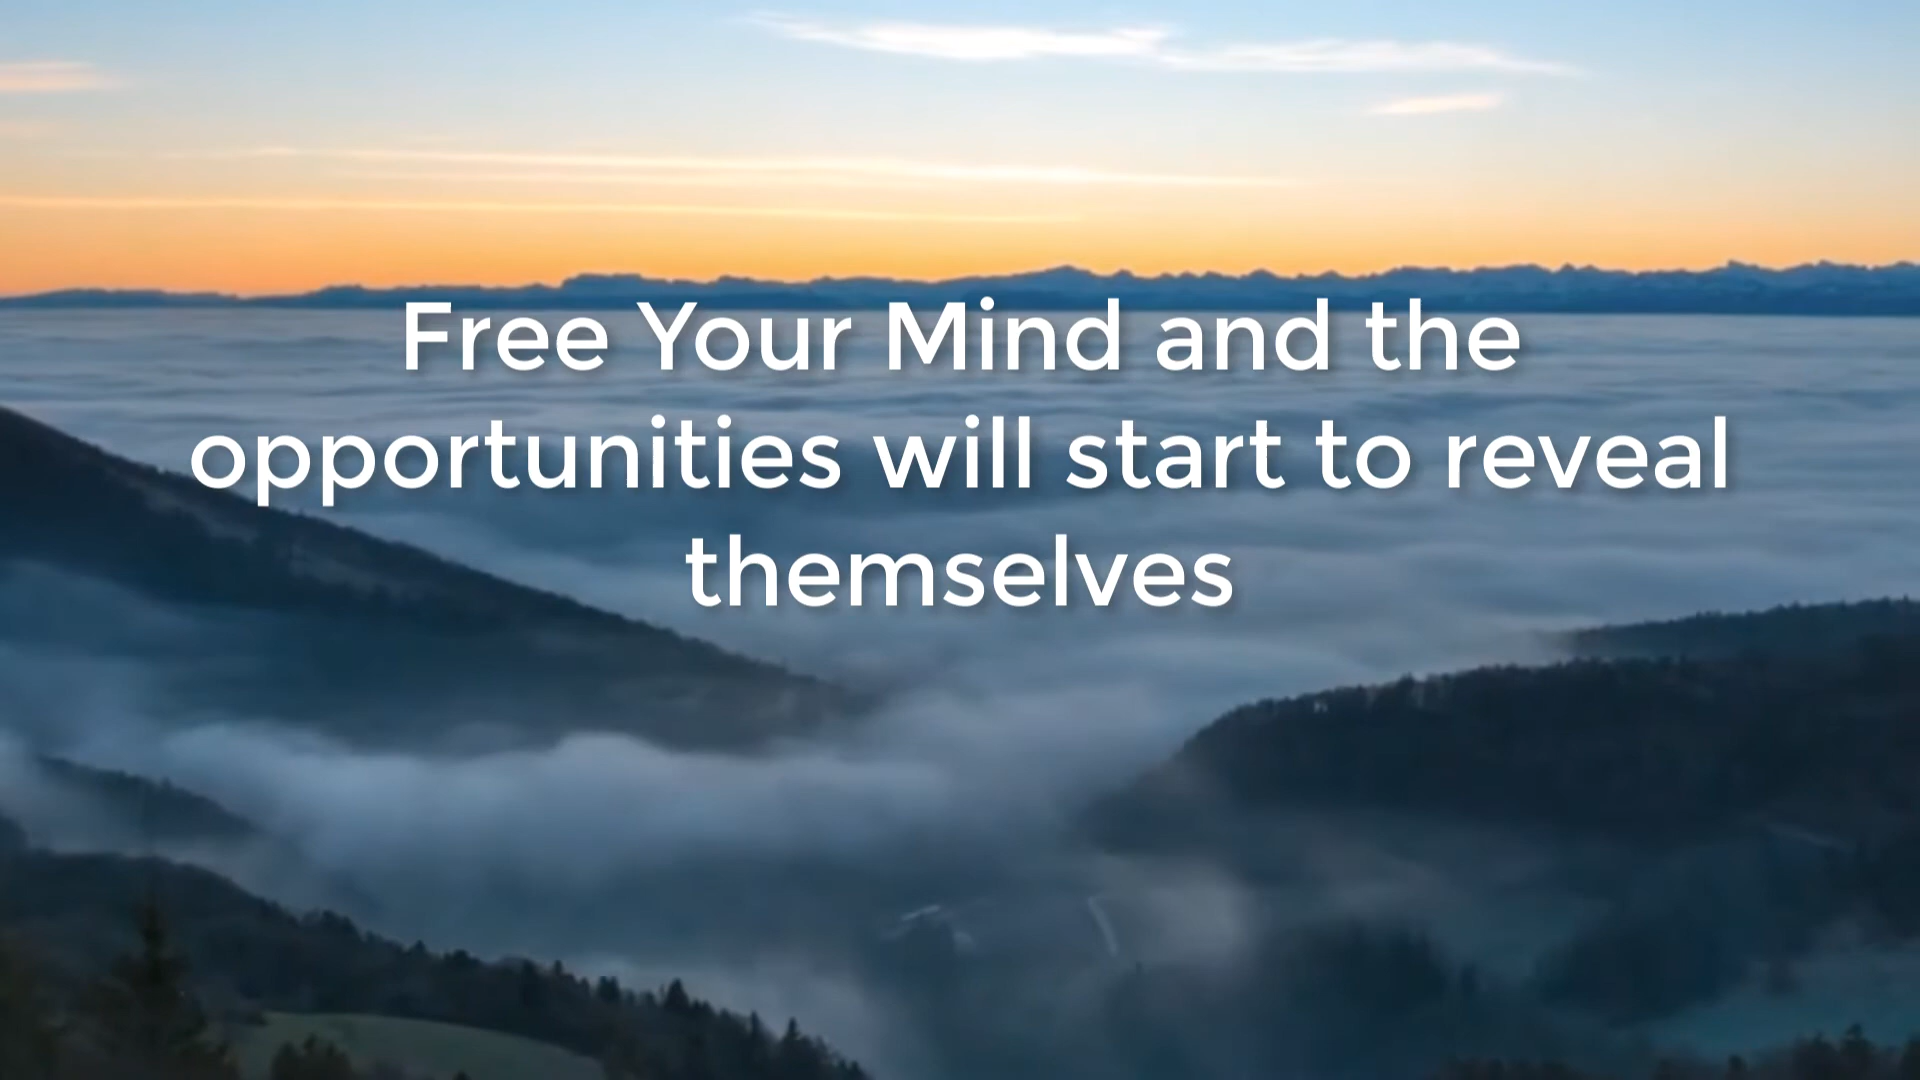 Free Your Mind and the
opportunities will start to reveal
themselves